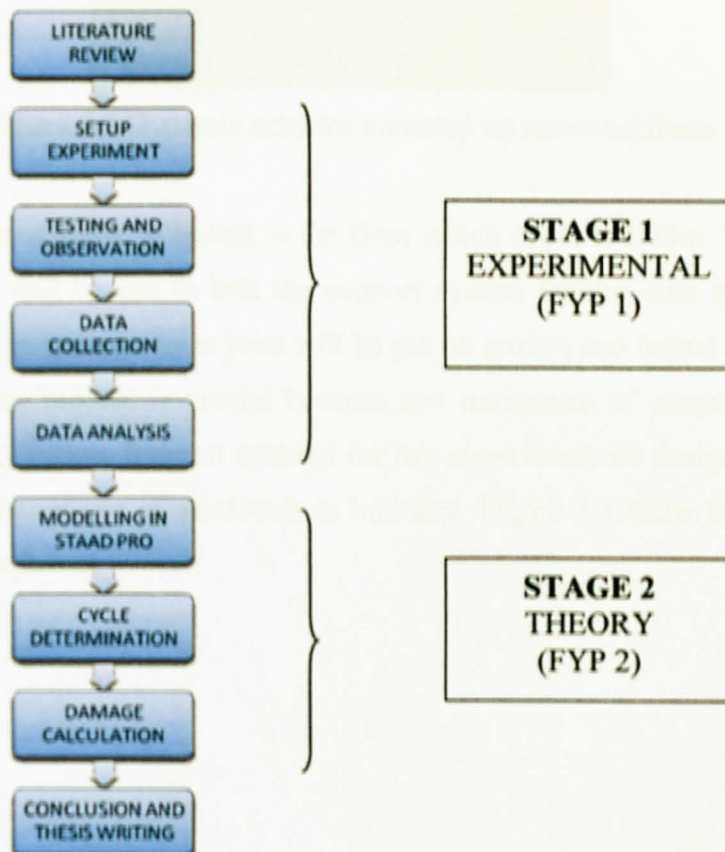 LITERATURE
REVIEW
SETUP
EXPERIMENT
TESTING AND
OBSERVATION
DATA
COLLECTION
DATA ANALYSIS
MODELLING IN
STAAD PRO
CYCLE
DETERMINATION
DAMAGE
CALCULATION
CONCLUSION AND
THESIS WRITING
STAGE 1
EXPERIMENTAL
(FYP 1)
STAGE 2
THEORY
(FYP 2)